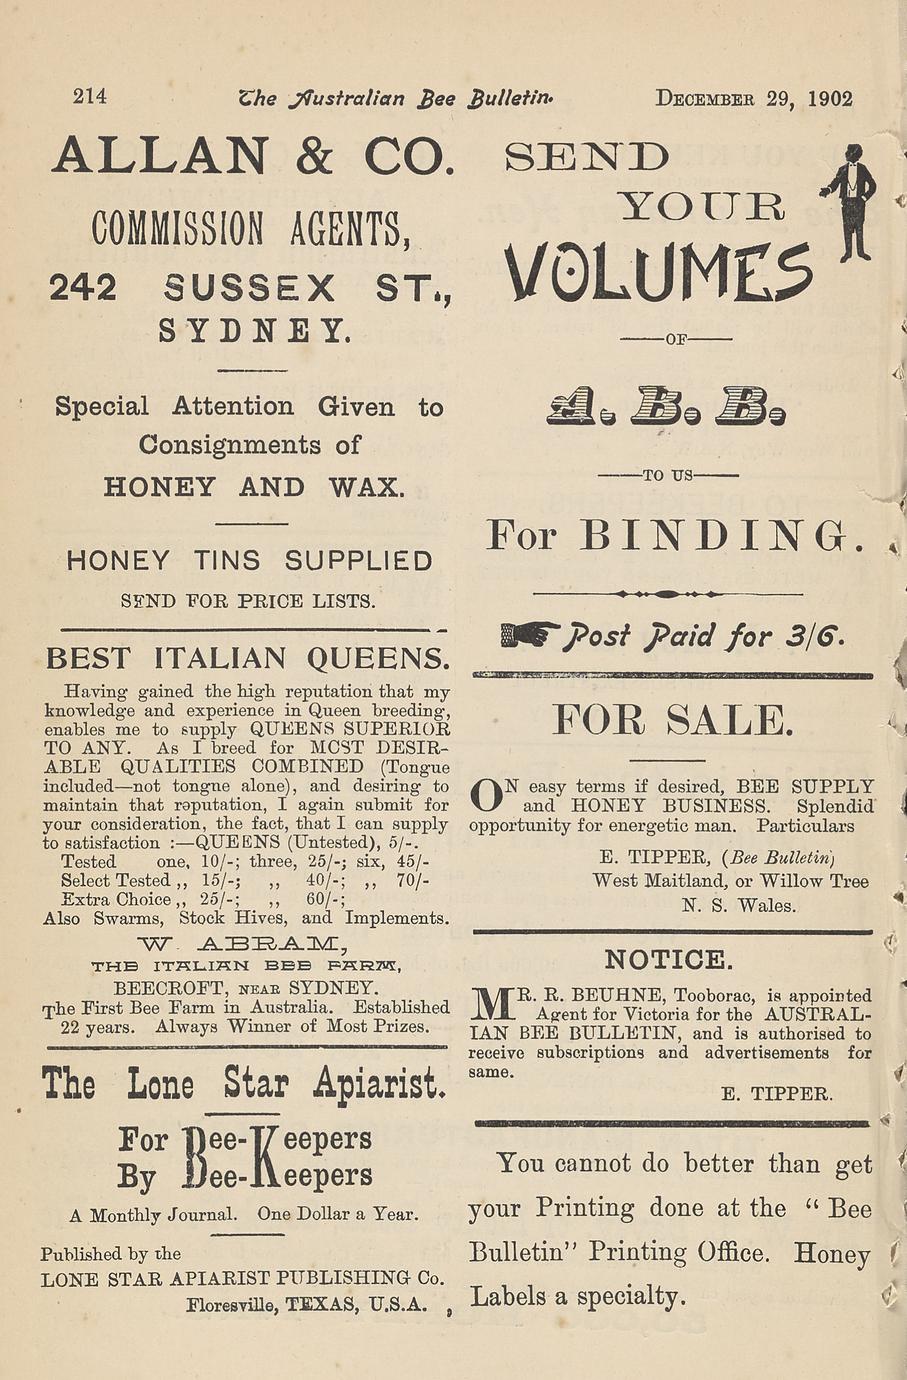 214
The Australian Bee Bulletin.
DECEMBER 29, 1902
ALLAN & CO.
COMMISSION AGENTS,
242 SUSSEX ST.,
SYDNEY.
Special Attention Given to
Consignments of
HONEY AND WAX.
HONEY TINS SUPPLIED
SEND FOR PRICE LISTS.
BEST ITALIAN QUEENS.
Having gained the high reputation that my
knowledge and experience in Queen breeding,
enables me to supply QUEENS SUPERIOR
TO ANY. As I breed for MOST DESIR-
ABLE QUALITIES COMBINED (Tongue
included—not tongue alone), and desiring to
maintain that reputation, I again submit for
your consideration, the fact, that I can supply
to satisfaction :—QUEENS (Untested), 5/-.
Tested one, 10/-; three, 25/-; six, 45/-
Select Tested ,, 15/-; ,, 40/-; ,, 70/-
Extra Choice ,, 25/-; ,, 60/-;
Also Swarms, Stock Hives, and Implements.
W. ABRAM,
THE ITALIAN BEE FARM,
BEECROFT, NEAR SYDNEY.
The First Bee Farm in Australia. Established
22 years. Always Winner of Most Prizes.
The Lone Star Apiarist.
For Bee-Keepers
By Bee-Keepers
A Monthly Journal. One Dollar a Year.
Published by the
LONE STAR APIARIST PUBLISHING Co.
Floresville, TEXAS, U.S.A.
SEND
YOUR
VOLUMES
—OF—
A. B. B.
—TO US—
For BINDING.
Post Paid for 3/6.
FOR SALE.
ON easy terms if desired, BEE SUPPLY
and HONEY BUSINESS. Splendid
opportunity for energetic man. Particulars
E. TIPPER, (Bee Bulletin)
West Maitland, or Willow Tree
N. S. Wales.
NOTICE.
MR. R. BEUHNE, Tooborac, is appointed
Agent for Victoria for the AUSTRAL-
IAN BEE BULLETIN, and is authorised to
receive subscriptions and advertisements for
same.
E. TIPPER.
You cannot do better than get
your Printing done at the “ Bee
Bulletin” Printing Office. Honey
Labels a specialty.